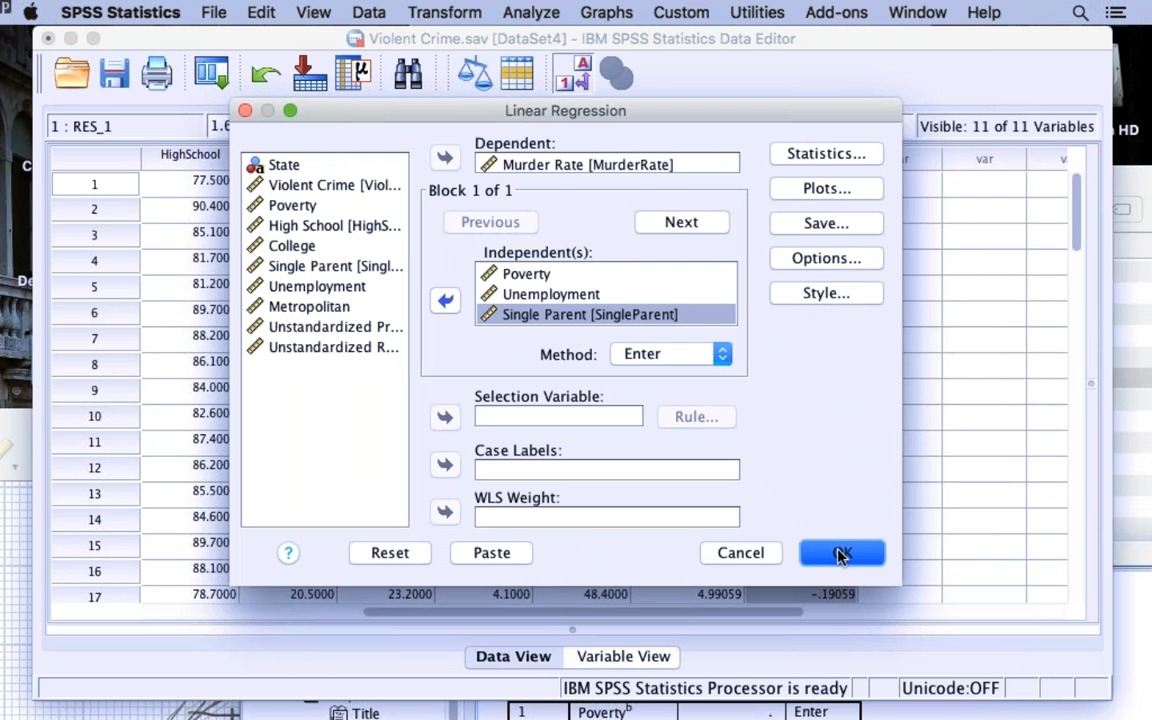 SPSS Statistics File Edit View Data Transform Analyze Graphs Custom Utilities Add-ons Window Help
Violent Crime.sav [DataSet4] - IBM SPSS Statistics Data Editor
1 : RES_1
Visible: 11 of 11 Variables
Linear Regression
HighSchool
var
1 77.500
2 90.400
3 85.100
4 81.700
5 81.200
6 89.700
7 88.200
8 86.100
9 84.000
10 82.600
11 87.400
12 86.200
13 85.500
14 84.600
15 89.700
16 88.100
17 78.7000 20.5000 23.2000 4.1000 48.4000 4.99059 -.19059
State
Violent Crime [Viol...
Poverty
High School [HighS...
College
Single Parent [Singl...
Unemployment
Metropolitan
Unstandardized Pr...
Unstandardized R...
Dependent:
Murder Rate [MurderRate]
Block 1 of 1
Previous Next
Independent(s):
Poverty
Unemployment
Single Parent [SingleParent]
Method: Enter
Selection Variable:
Rule...
Case Labels:
WLS Weight:
Statistics...
Plots...
Save...
Options...
Style...
? Reset Paste Cancel OK
Data View Variable View
IBM SPSS Statistics Processor is ready Unicode:OFF
Title
1 Povertyb . Enter
HD